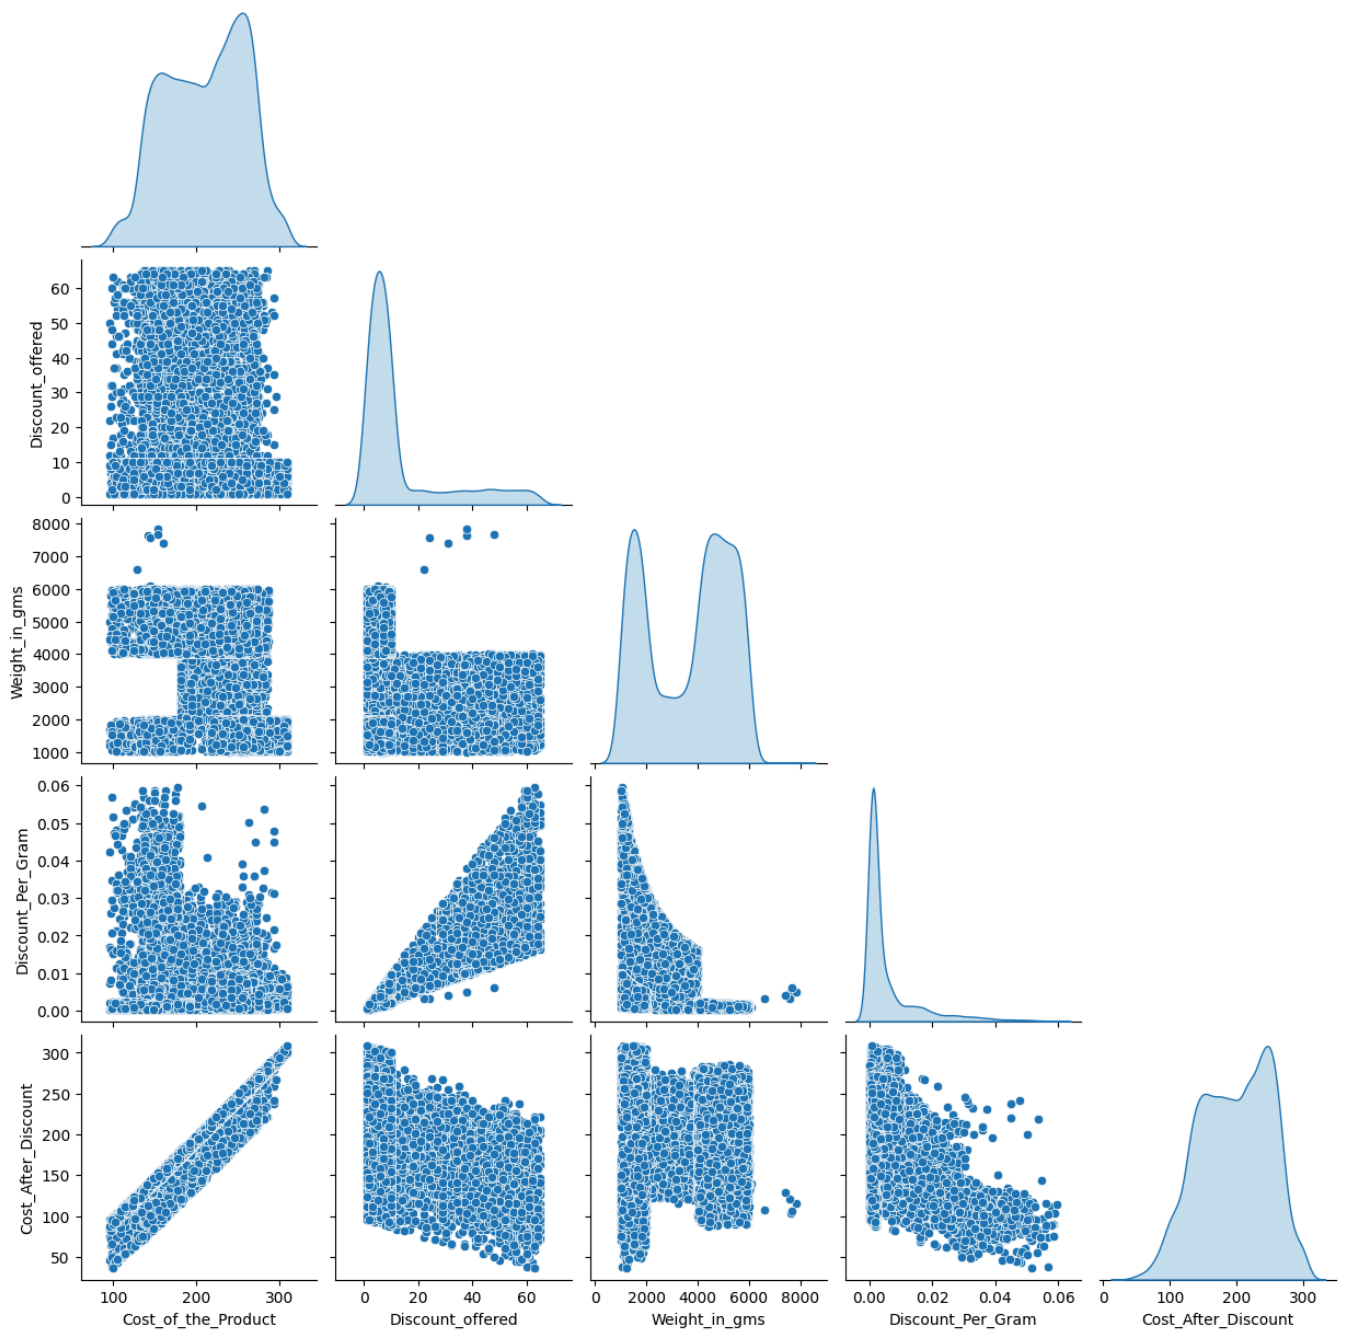 100 200 300
Discount_offered
60
50
40
30
20
10
0
Weight_in_gms
8000
7000
6000
5000
4000
3000
2000
1000
Discount_Per_Gram
0.06
0.05
0.04
0.03
0.02
0.01
0.00
Cost_After_Discount
300
250
200
150
100
50
100 200 300
0 20 40 60
0 2000 4000 6000 8000
0.00 0.02 0.04 0.06
0 100 200 300
Cost_of_the_Product
Discount_offered
Weight_in_gms
Discount_Per_Gram
Cost_After_Discount